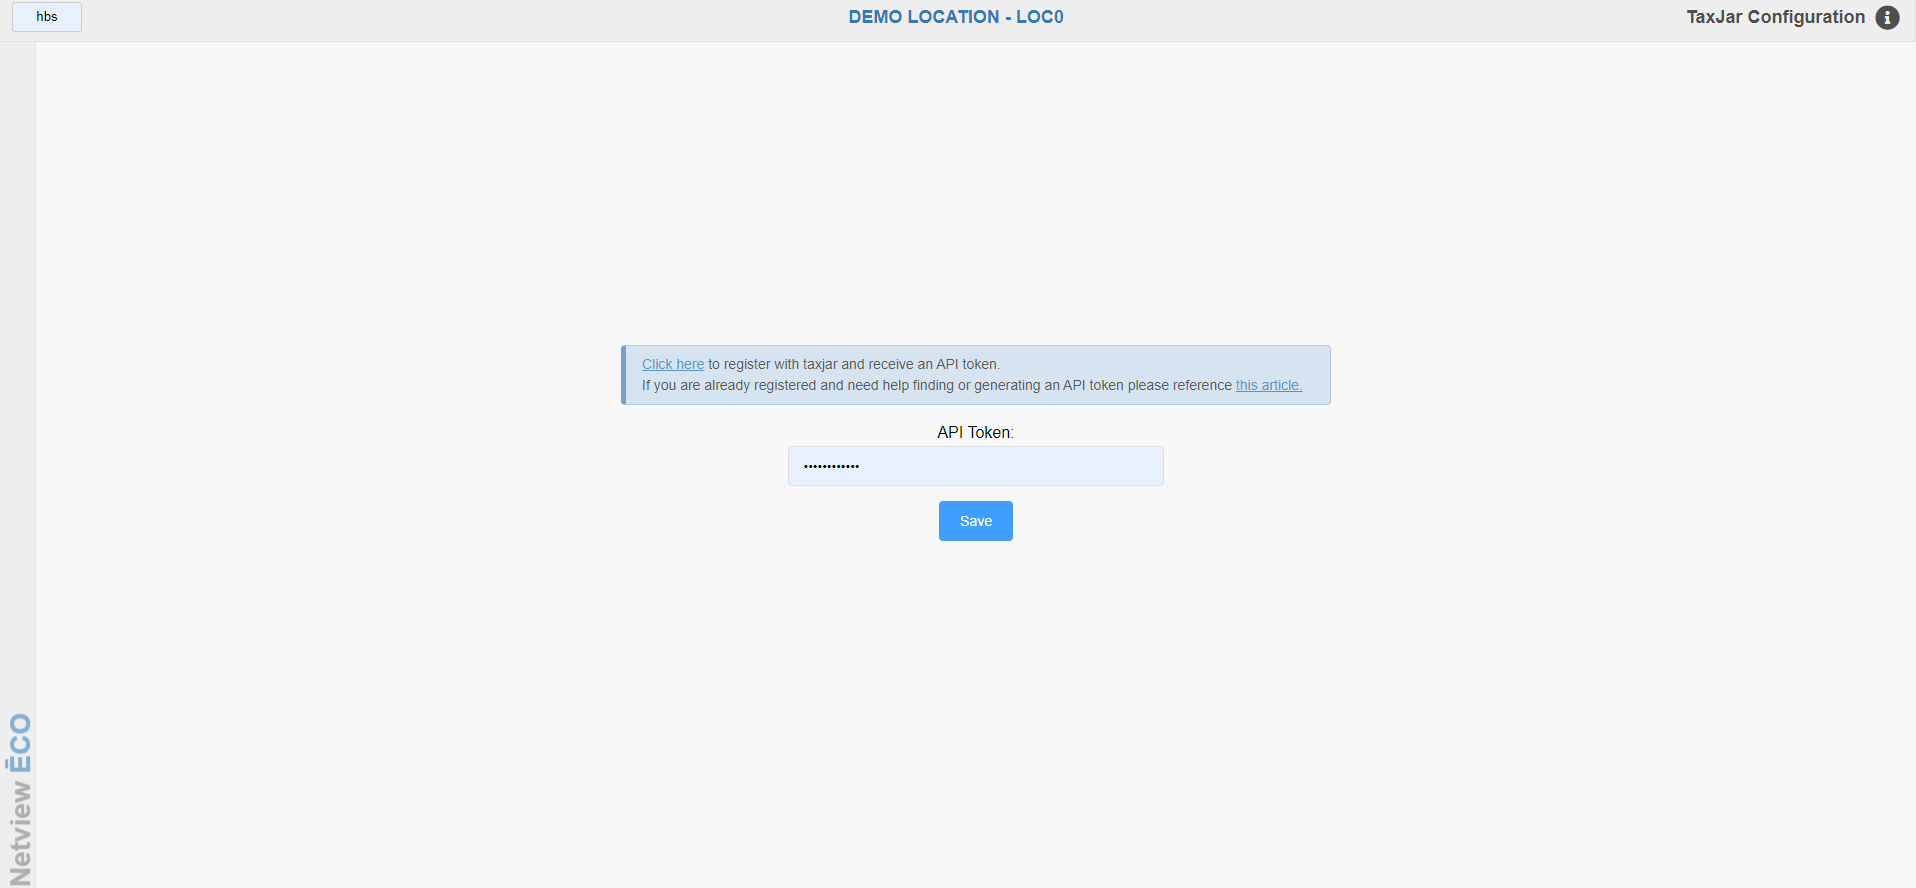 hbs
DEMO LOCATION - LOC0
TaxJar Configuration
Click here to register with taxjar and receive an API token.
If you are already registered and need help finding or generating an API token please reference this article.
API Token:
••••••••••••
Save
Netview ĒCO